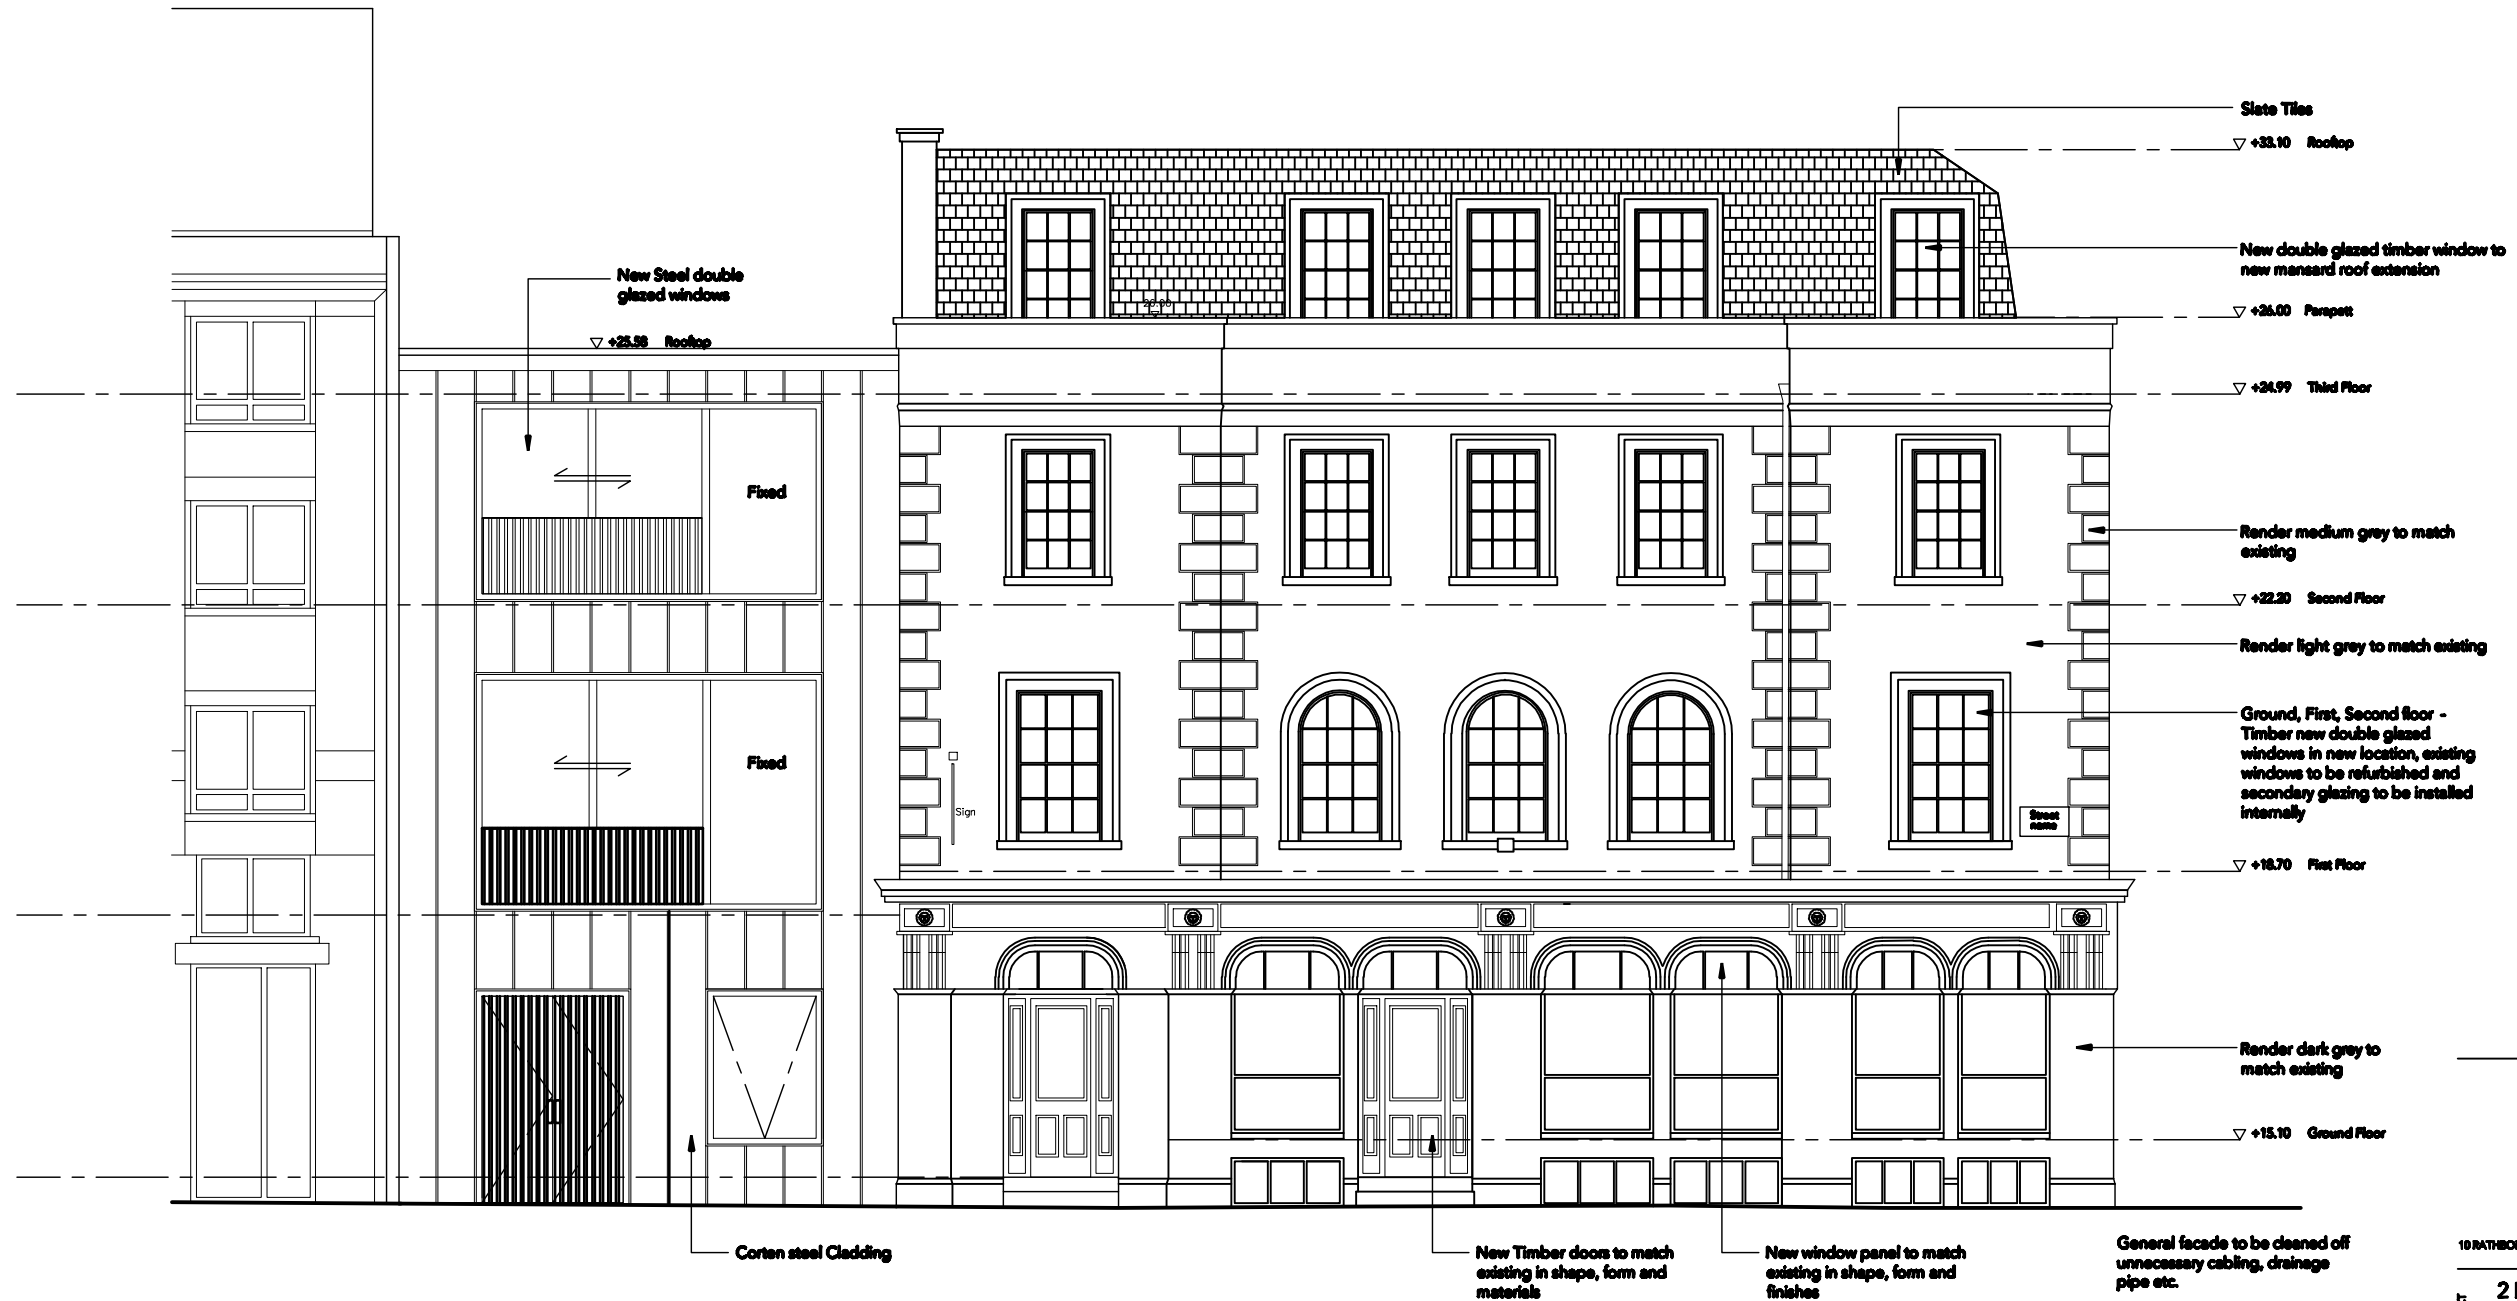 Slate Tiles
+33.10 Rooftop
New double glazed timber window to
new mansard roof extension
New Steel double
glazed windows
26.00
+26.00 Parapett
+25.58 Rooftop
+24.99 Third Floor
Fixed
Render medium grey to match
existing
+22.20 Second Floor
Render light grey to match existing
Ground, First, Second floor -
Timber new double glazed
windows in new location, existing
windows to be refurbished and
secondary glazing to be installed
internally
Fixed
Sign
Street
name
+18.70 First Floor
Render dark grey to
match existing
+15.10 Ground Floor
Corten steel Cladding
New Timber doors to match
existing in shape, form and
materials
New window panel to match
existing in shape, form and
finishes
General facade to be cleaned off
unnecessary cabling, drainage
pipe etc.